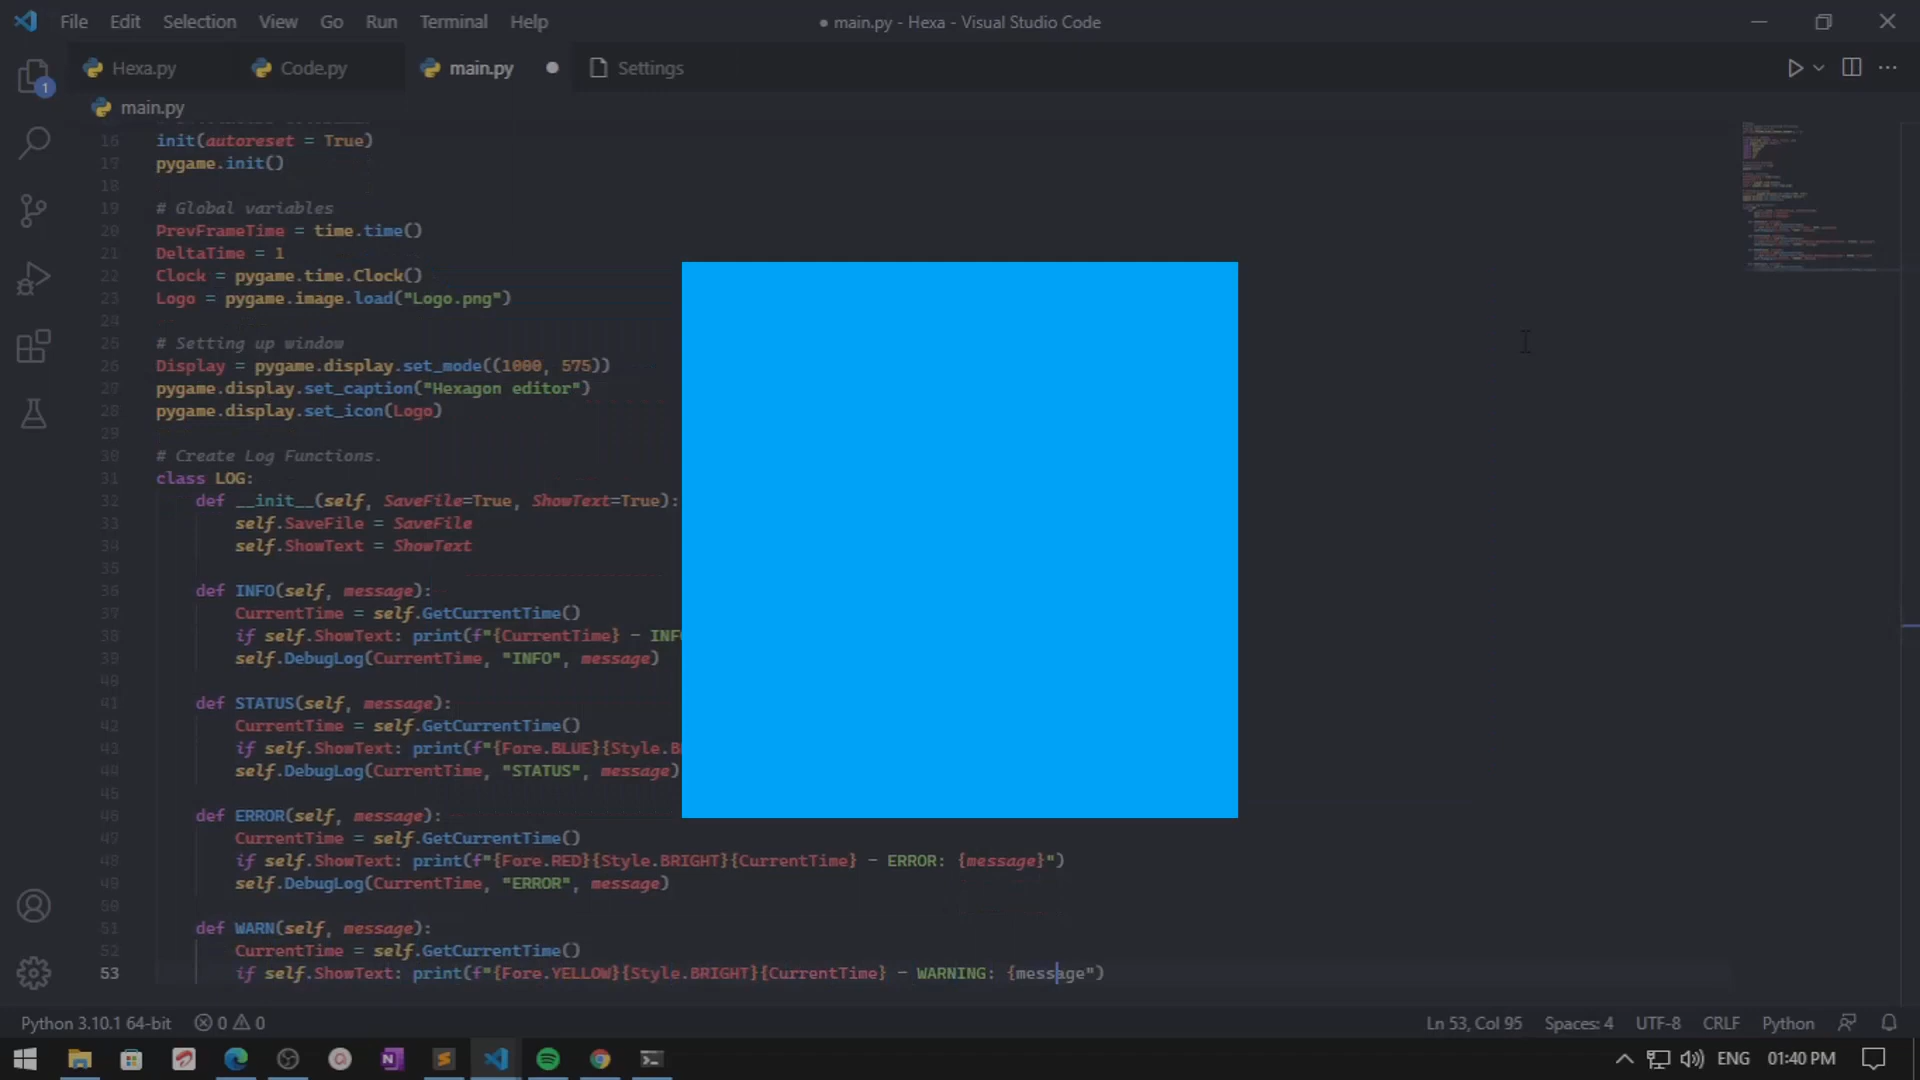 File Edit Selection View Go Run Terminal Help ● main.py - Hexa - Visual Studio Code
Hexa.py Code.py main.py Settings
1
main.py
16 init(autoreset = True)
17 pygame.init()
18
19 # Global variables
20 PrevFrameTime = time.time()
21 DeltaTime = 1
22 Clock = pygame.time.Clock()
23 Logo = pygame.image.load("Logo.png")
24
25 # Setting up window
26 Display = pygame.display.set_mode((1000, 575))
27 pygame.display.set_caption("Hexagon editor")
28 pygame.display.set_icon(Logo)
29
30 # Create Log Functions.
31 class LOG:
32 def __init__(self, SaveFile=True, ShowText=True):
33 self.SaveFile = SaveFile
34 self.ShowText = ShowText
35
36 def INFO(self, message):
37 CurrentTime = self.GetCurrentTime()
38 if self.ShowText: print(f"{CurrentTime} - INFO
39 self.DebugLog(CurrentTime, "INFO", message)
40
41 def STATUS(self, message):
42 CurrentTime = self.GetCurrentTime()
43 if self.ShowText: print(f"{Fore.BLUE}{Style.B
44 self.DebugLog(CurrentTime, "STATUS", message)
45
46 def ERROR(self, message):
47 CurrentTime = self.GetCurrentTime()
48 if self.ShowText: print(f"{Fore.RED}{Style.BRIGHT}{CurrentTime} - ERROR: {message}")
49 self.DebugLog(CurrentTime, "ERROR", message)
50
51 def WARN(self, message):
52 CurrentTime = self.GetCurrentTime()
53 if self.ShowText: print(f"{Fore.YELLOW}{Style.BRIGHT}{CurrentTime} - WARNING: {message")
Python 3.10.1 64-bit 0 0 Ln 53, Col 95 Spaces: 4 UTF-8 CRLF Python
ENG 01:40 PM